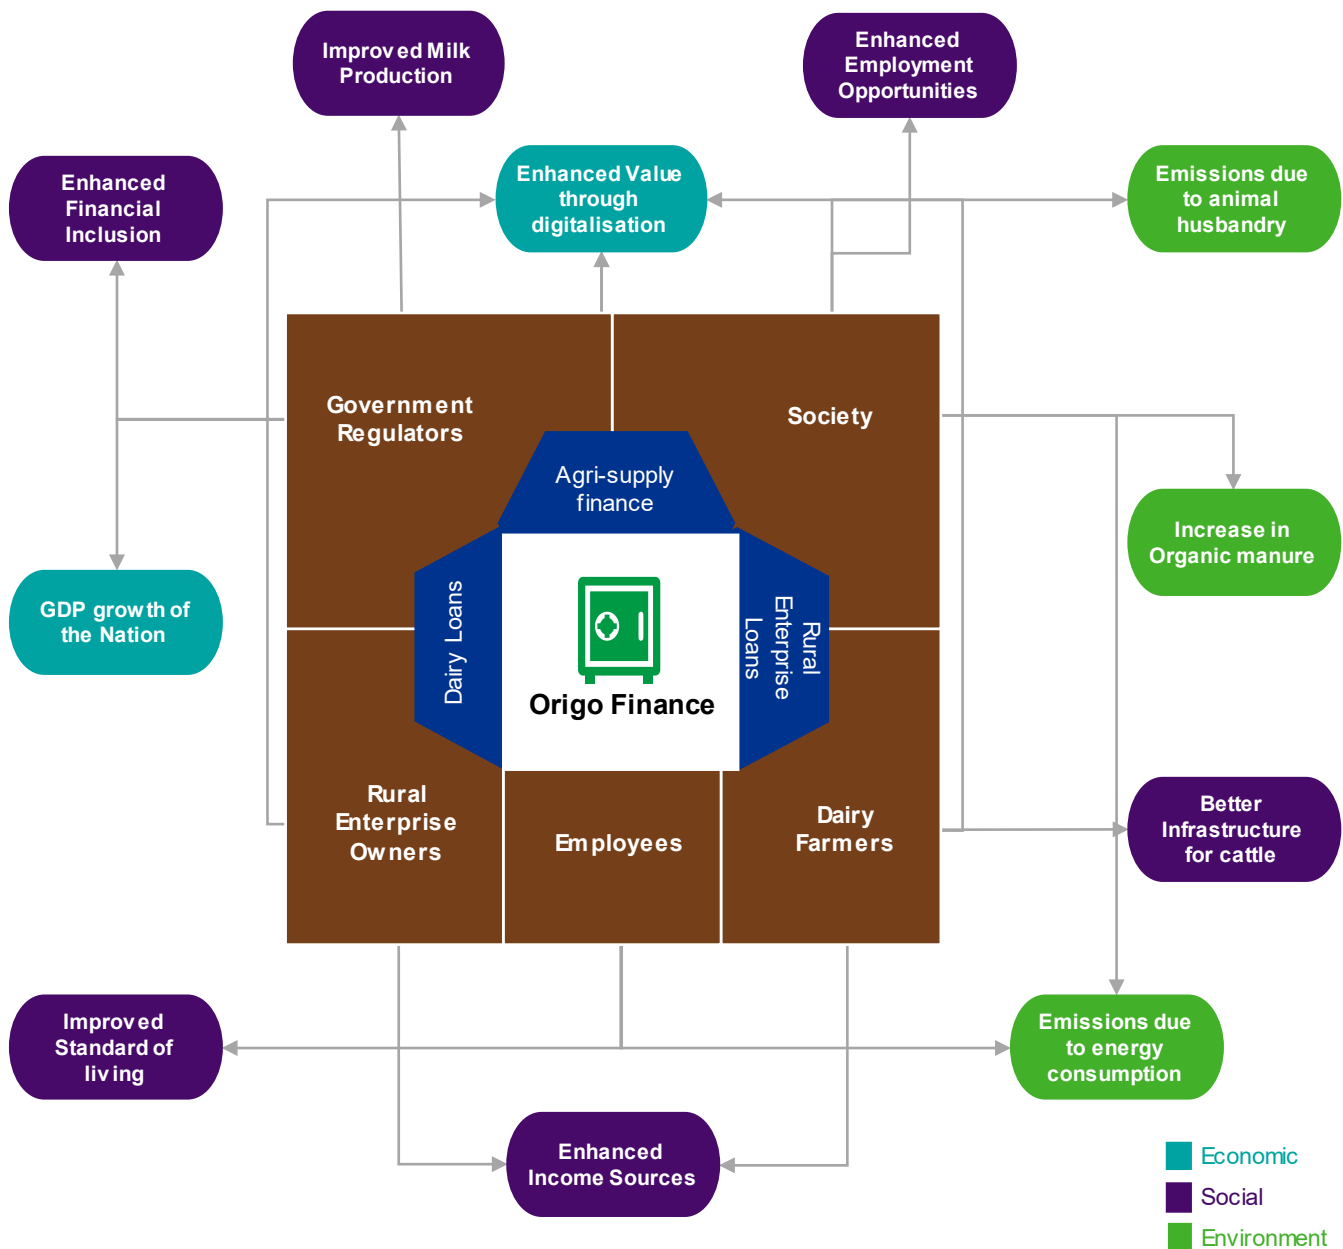 Improved Milk
Production
Enhanced
Employment
Opportunities
Enhanced
Financial
Inclusion
Enhanced Value
through
digitalisation
Emissions due
to animal
husbandry
Government
Regulators
Society
Agri-supply
finance
Increase in
Organic manure
GDP growth of
the Nation
Dairy Loans
Rural
Enterprise
Loans
Origo Finance
Rural
Enterprise
Owners
Employees
Dairy
Farmers
Better
Infrastructure
for cattle
Improved
Standard of
living
Emissions due
to energy
consumption
Enhanced
Income Sources
Economic
Social
Environment